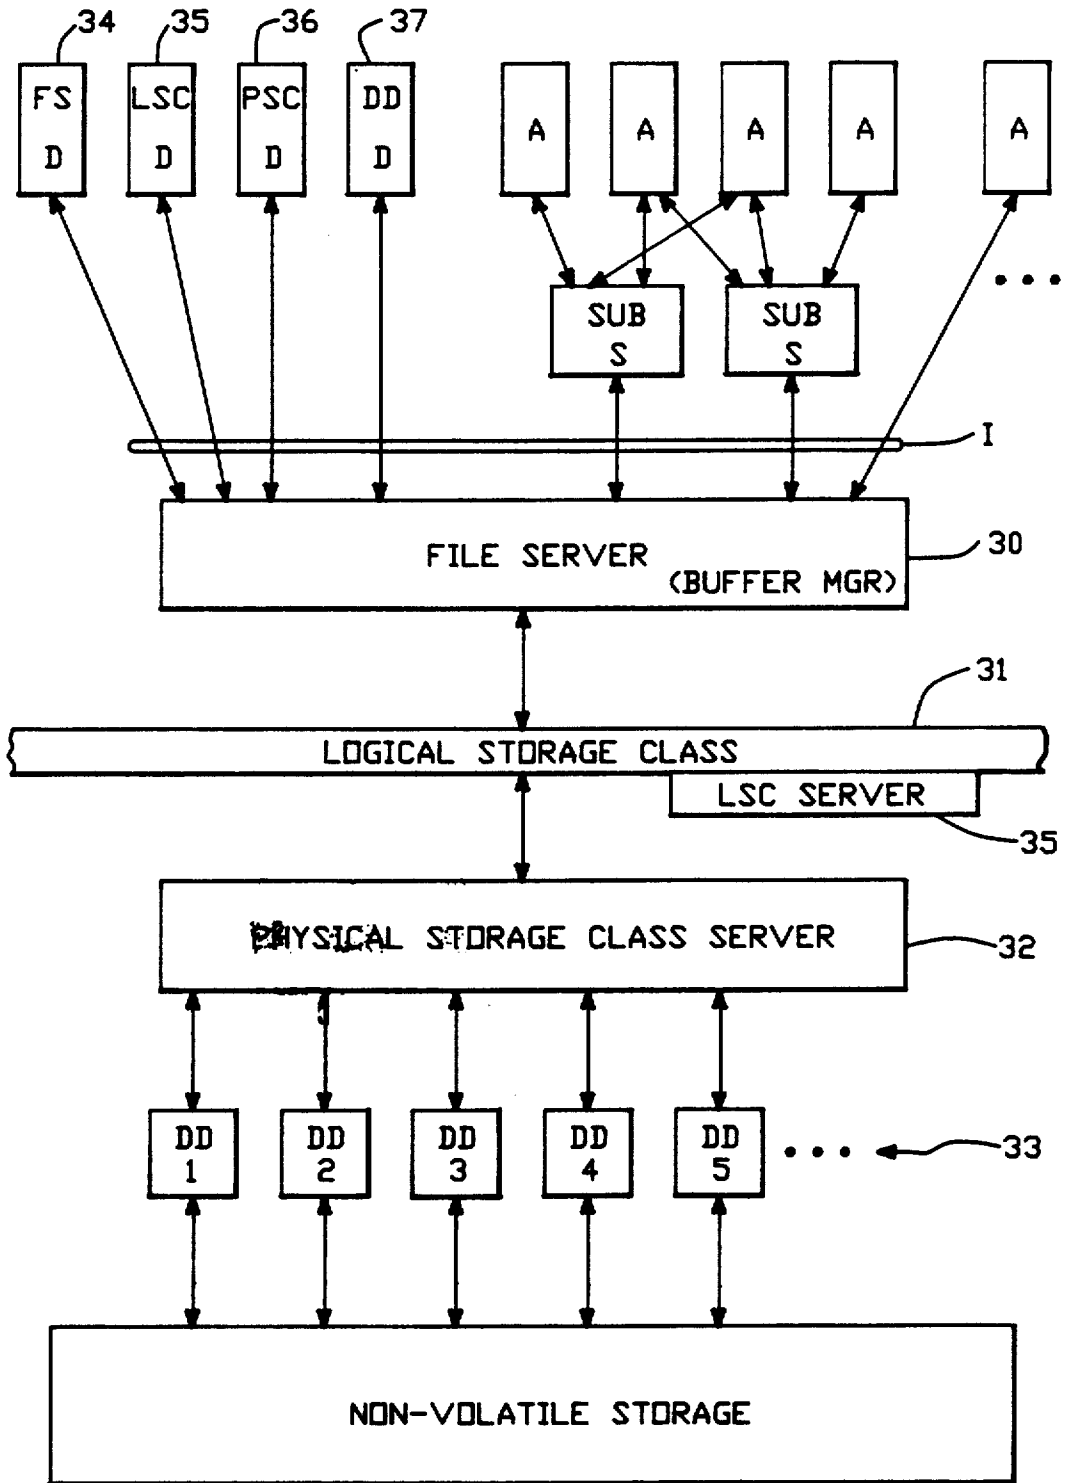 34
35
36
37
FS
D
LSC
D
PSC
D
DD
D
A
A
A
A
A
SUB
S
SUB
S
I
FILE SERVER
(BUFFER MGR)
30
31
LOGICAL STORAGE CLASS
LSC SERVER
35
PHYSICAL STORAGE CLASS SERVER
32
DD
1
DD
2
DD
3
DD
4
DD
5
33
NON-VOLATILE STORAGE